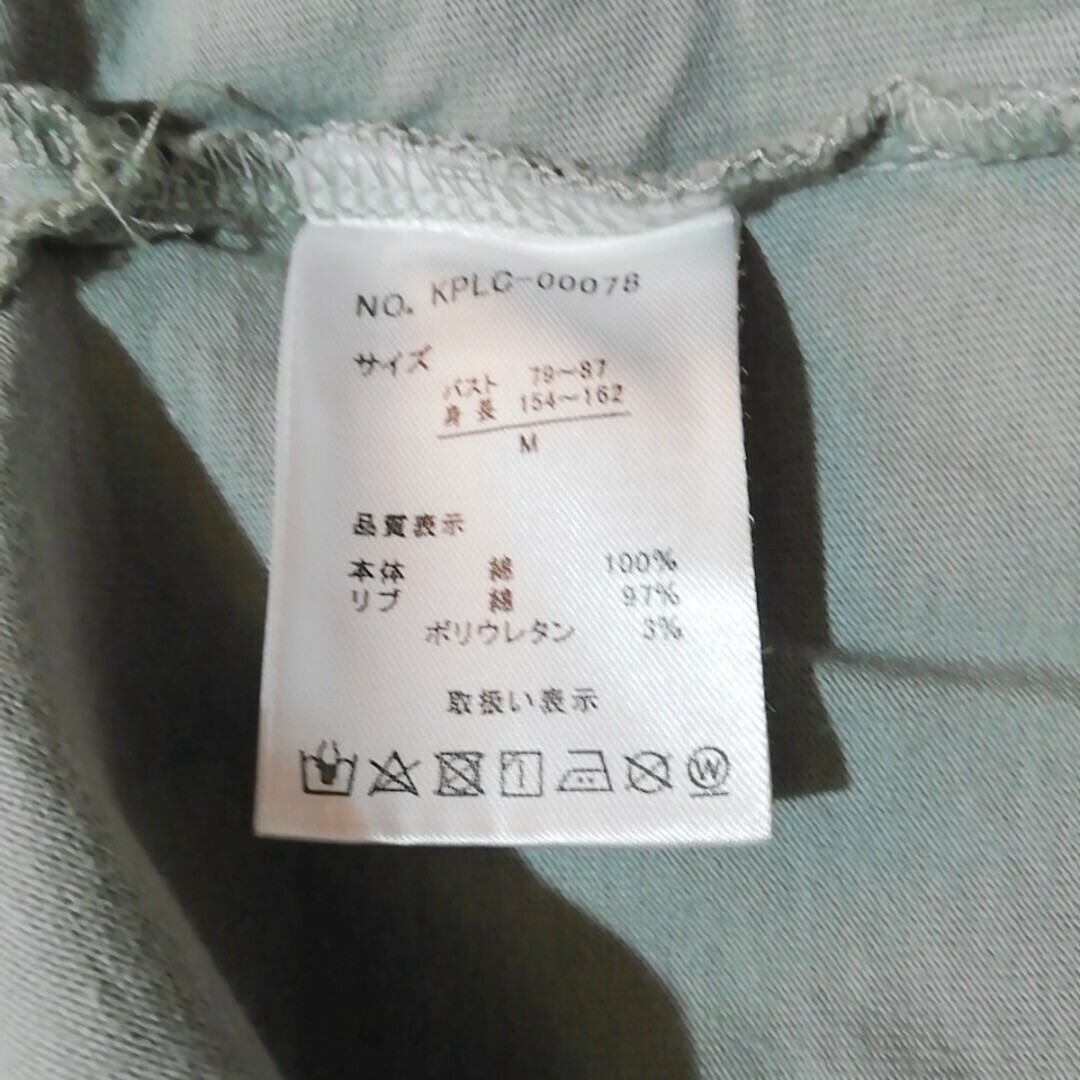 NO. KPLC-00078
サイズ
バスト 79〜87
身長 154〜162
M
品質表示
本体 綿 100%
リブ 綿 97%
ポリウレタン 3%
取扱い表示
W